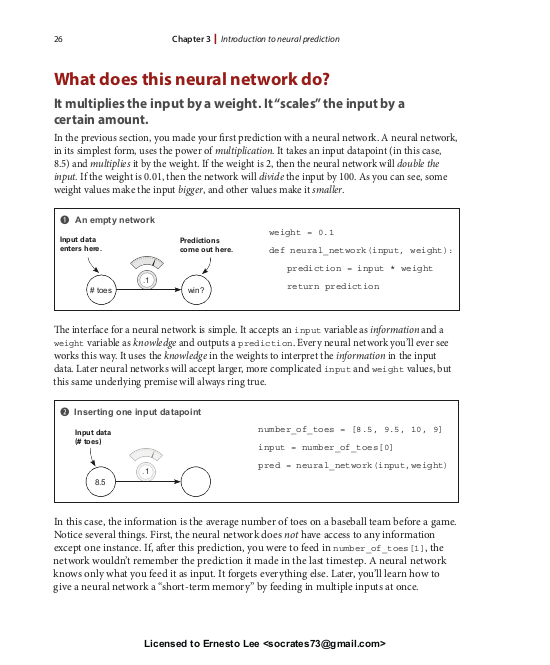 26
Chapter 3 | Introduction to neural prediction
What does this neural network do?
It multiplies the input by a weight. It “scales” the input by a
certain amount.
In the previous section, you made your first prediction with a neural network. A neural network,
in its simplest form, uses the power of multiplication. It takes an input datapoint (in this case,
8.5) and multiplies it by the weight. If the weight is 2, then the neural network will double the
input. If the weight is 0.01, then the network will divide the input by 100. As you can see, some
weight values make the input bigger, and other values make it smaller.
1 An empty network
Input data
enters here.
Predictions
come out here.
.1
# toes
win?
weight = 0.1
def neural_network(input, weight):
prediction = input * weight
return prediction
The interface for a neural network is simple. It accepts an input variable as information and a
weight variable as knowledge and outputs a prediction. Every neural network you’ll ever see
works this way. It uses the knowledge in the weights to interpret the information in the input
data. Later neural networks will accept larger, more complicated input and weight values, but
this same underlying premise will always ring true.
2 Inserting one input datapoint
Input data
(# toes)
.1
8.5
number_of_toes = [8.5, 9.5, 10, 9]
input = number_of_toes[0]
pred = neural_network(input,weight)
In this case, the information is the average number of toes on a baseball team before a game.
Notice several things. First, the neural network does not have access to any information
except one instance. If, after this prediction, you were to feed in number_of_toes[1], the
network wouldn’t remember the prediction it made in the last timestep. A neural network
knows only what you feed it as input. It forgets everything else. Later, you’ll learn how to
give a neural network a “short-term memory” by feeding in multiple inputs at once.
Licensed to Ernesto Lee <socrates73@gmail.com>